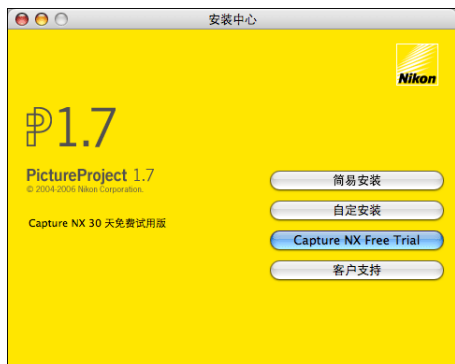 安装中心
Nikon
P1.7
PictureProject 1.7
© 2004-2006 Nikon Corporation.
Capture NX 30 天免费试用版
简易安装
自定安装
Capture NX Free Trial
客户支持